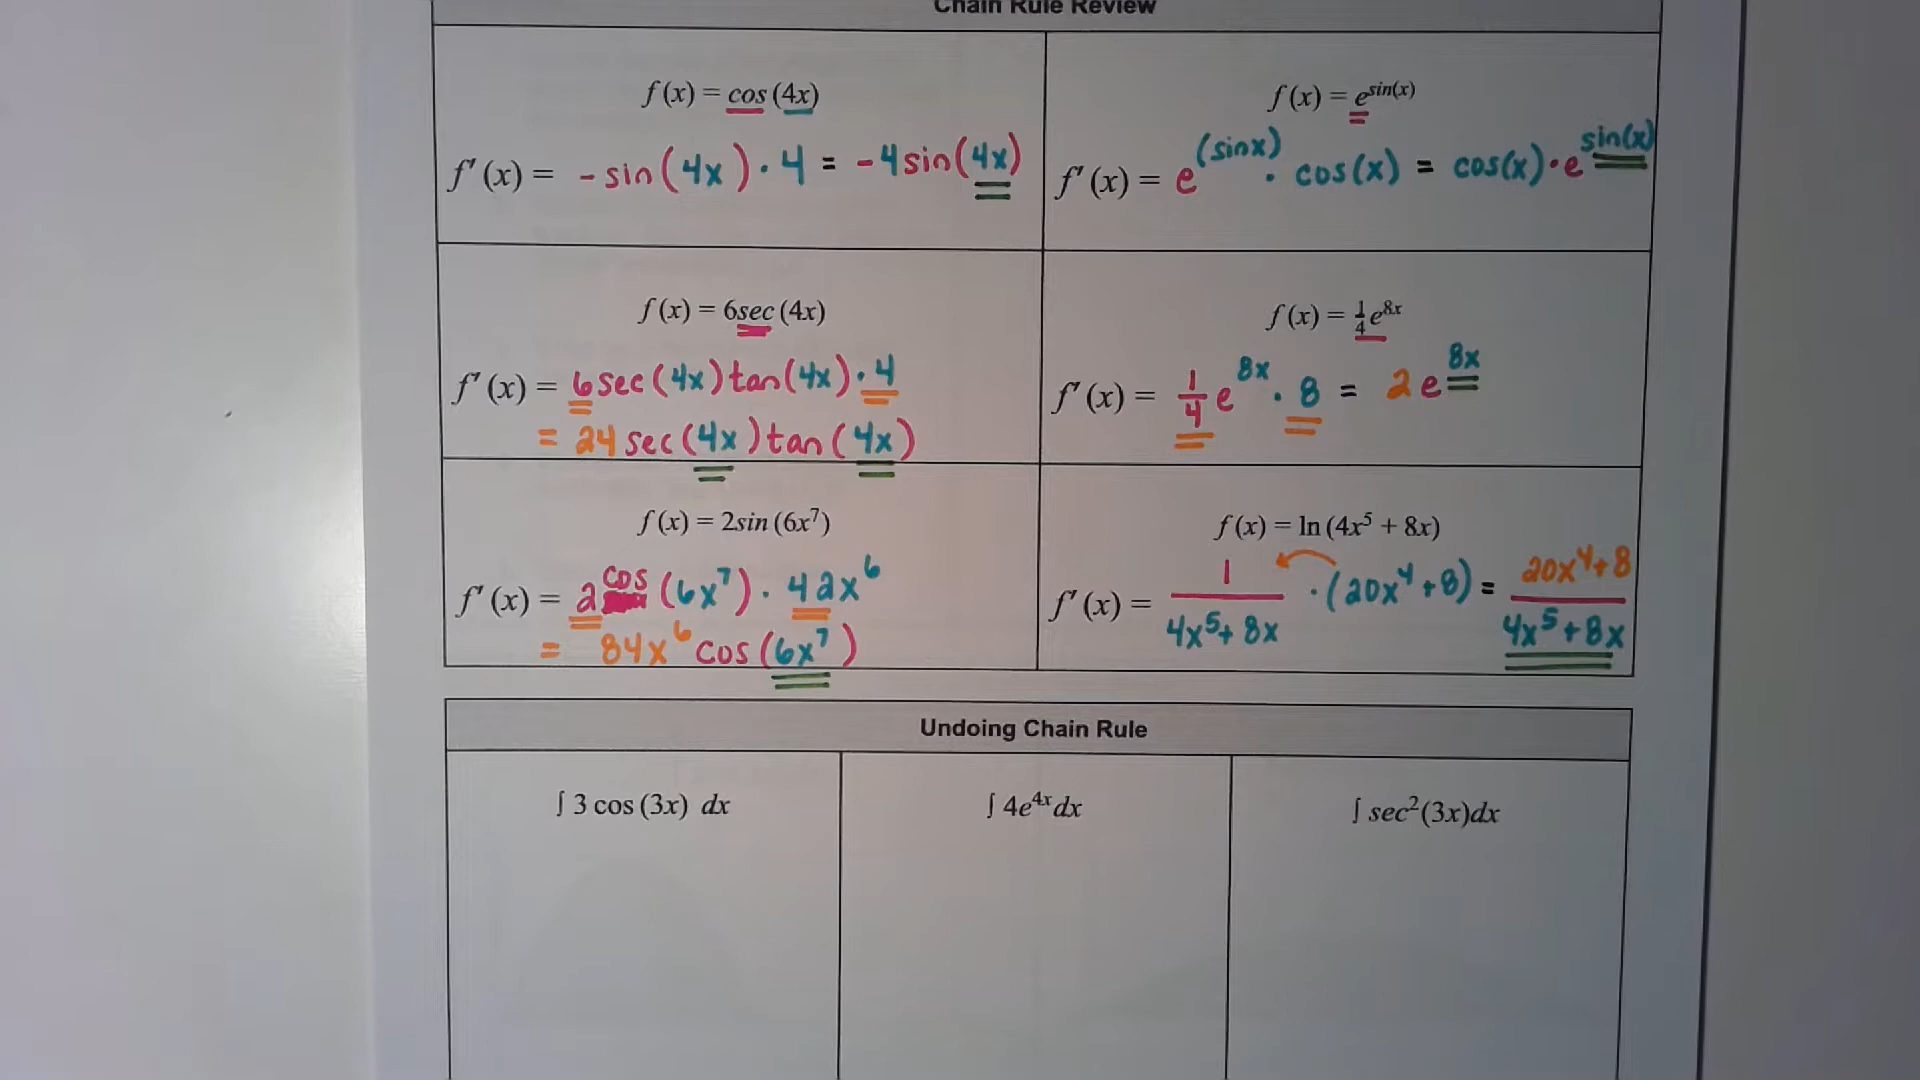 Chain Rule Review
f(x) = cos (4x)
f'(x) = -sin(4x) · 4 = -4sin(4x)
f(x) = e^sin(x)
f'(x) = e^(sinx) · cos(x) = cos(x)·e^sin(x)
f(x) = 6sec (4x)
f'(x) = 6sec(4x)tan(4x)·4
= 24sec(4x)tan(4x)
f(x) = 1/4 e^8x
f'(x) = 1/4 e^8x · 8 = 2e^8x
f(x) = 2sin (6x⁷)
f'(x) = 2cos(6x⁷) · 42x⁶
= 84x⁶cos(6x⁷)
f(x) = ln (4x⁵ + 8x)
f'(x) = 1/4x⁵+8x · (20x⁴+8) = 20x⁴+8/4x⁵+8x
Undoing Chain Rule
∫ 3 cos (3x) dx
∫ 4e^4x dx
∫ sec²(3x)dx